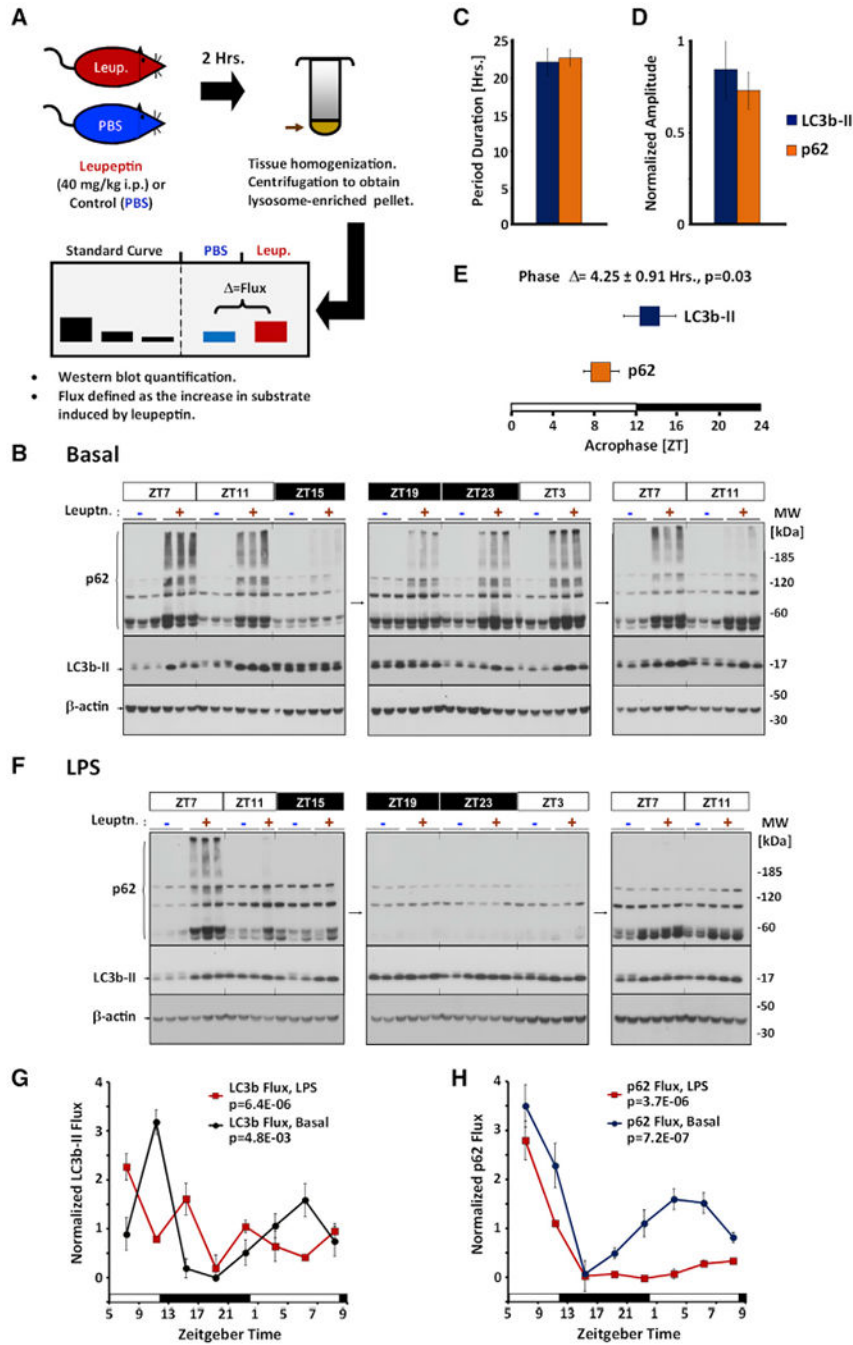 A
Leup.
PBS
2 Hrs.
Leupeptin
(40 mg/kg i.p.) or
Control (PBS)
Tissue homogenization.
Centrifugation to obtain
lysosome-enriched pellet.
Standard Curve
PBS
Leup.
Δ=Flux
• Western blot quantification.
• Flux defined as the increase in substrate
induced by leupeptin.
C
Period Duration [Hrs.]
25
20
15
10
5
0
D
Normalized Amplitude
1
0.5
0
LC3b-II
p62
E
Phase Δ= 4.25 ± 0.91 Hrs., p=0.03
LC3b-II
p62
0 4 8 12 16 20 24
Acrophase [ZT]
B Basal
ZT7 ZT11 ZT15 ZT19 ZT23 ZT3 ZT7 ZT11
Leuptn. : - + - + - + - + - + - + - + - +
MW
[kDa]
p62
-185
-120
-60
LC3b-II
-17
β-actin
-50
-30
F LPS
ZT7 ZT11 ZT15 ZT19 ZT23 ZT3 ZT7 ZT11
Leuptn. : - + - + - + - + - + - + - + - +
MW
[kDa]
p62
-185
-120
-60
LC3b-II
-17
β-actin
-50
-30
G
Normalized LC3b-II Flux
4
3
2
1
0
LC3b Flux, LPS
p=6.4E-06
LC3b Flux, Basal
p=4.8E-03
5 9 13 17 21 1 5 7 9
Zeitgeber Time
H
Normalized p62 Flux
4
3
2
1
0
p62 Flux, LPS
p=3.7E-06
p62 Flux, Basal
p=7.2E-07
5 9 13 17 21 1 5 7 9
Zeitgeber Time